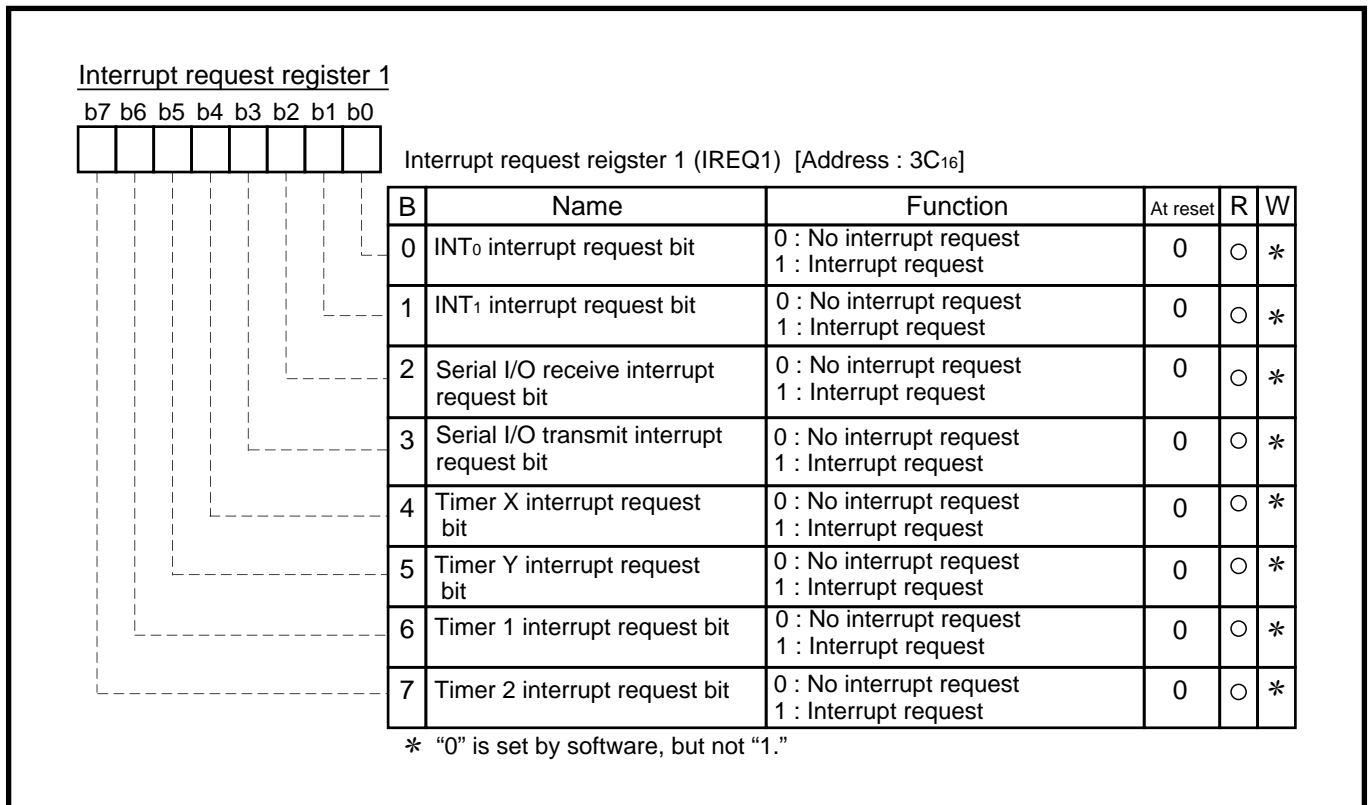 Interrupt request register 1
b7 b6 b5 b4 b3 b2 b1 b0
Interrupt request reigster 1 (IREQ1) [Address : 3C16]
B Name Function At reset R W
0 INT0 interrupt request bit 0 : No interrupt request 0 ○ *
1 : Interrupt request
1 INT1 interrupt request bit 0 : No interrupt request 0 ○ *
1 : Interrupt request
2 Serial I/O receive interrupt 0 : No interrupt request 0 ○ *
request bit 1 : Interrupt request
3 Serial I/O transmit interrupt 0 : No interrupt request 0 ○ *
request bit 1 : Interrupt request
4 Timer X interrupt request 0 : No interrupt request 0 ○ *
bit 1 : Interrupt request
5 Timer Y interrupt request 0 : No interrupt request 0 ○ *
bit 1 : Interrupt request
6 Timer 1 interrupt request bit 0 : No interrupt request 0 ○ *
1 : Interrupt request
7 Timer 2 interrupt request bit 0 : No interrupt request 0 ○ *
1 : Interrupt request
* “0” is set by software, but not “1.”